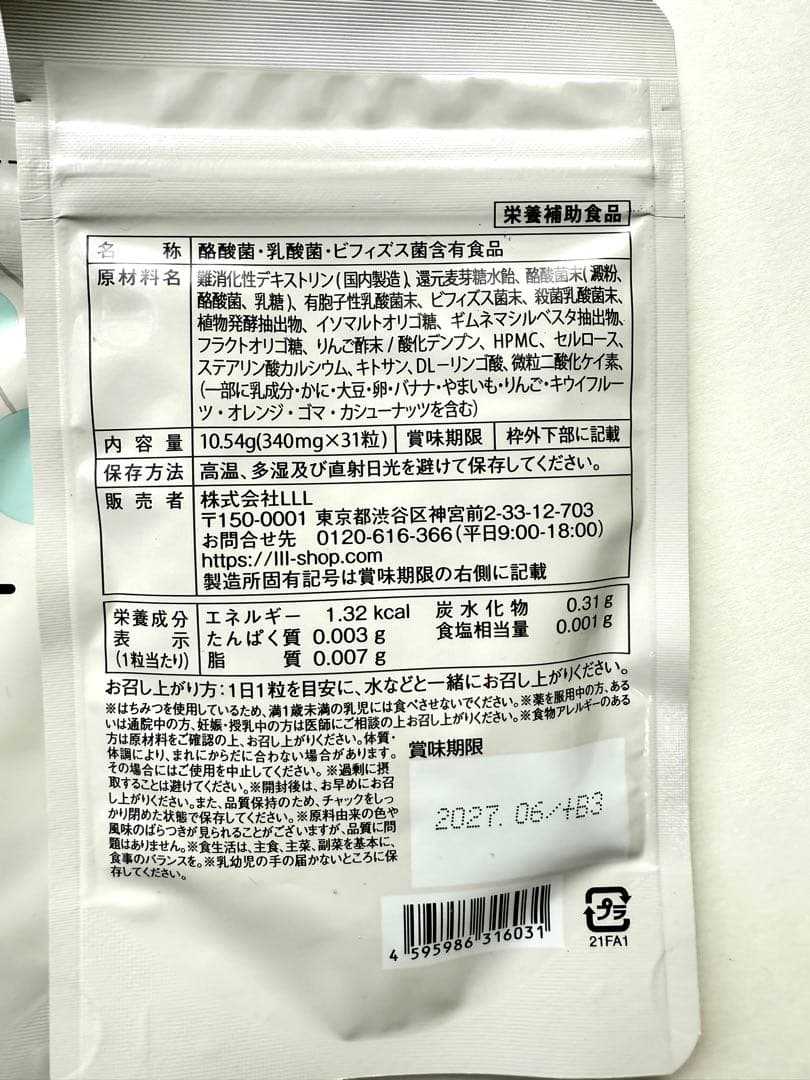 栄養補助食品
名称 酪酸菌・乳酸菌・ビフィズス菌含有食品
原材料名 難消化性デキストリン(国内製造)、還元麦芽糖水飴、酪酸菌末(澱粉、
酪酸菌、乳糖)、有胞子性乳酸菌末、ビフィズス菌末、殺菌乳酸菌末、
植物発酵抽出物、イソマルトオリゴ糖、ギムネマシルベスタ抽出物、
フラクトオリゴ糖、りんご酢末/酸化デンプン、HPMC、セルロース、
ステアリン酸カルシウム、キトサン、DL-リンゴ酸、微粒二酸化ケイ素、
(一部に乳成分・かに・大豆・卵・バナナ・やまいも・りんご・キウイフルー
ツ・オレンジ・ゴマ・カシューナッツを含む)
内容量 10.54g(340mg×31粒) 賞味期限 枠外下部に記載
保存方法 高温、多湿及び直射日光を避けて保存してください。
販売者 株式会社LLL
〒150-0001 東京都渋谷区神宮前2-33-12-703
お問合せ先 0120-616-366(平日9:00-18:00)
https://lll-shop.com
製造所固有記号は賞味期限の右側に記載
栄養成分 エネルギー 1.32 kcal 炭水化物 0.31 g
表示 たんぱく質 0.003 g 食塩相当量 0.001 g
(1粒当たり) 脂質 0.007 g
お召し上がり方：1日1粒を目安に、水などと一緒にお召し上がりください。
※はちみつを使用しているため、満1歳未満の乳児には食べさせないでください。※薬を服用中の方、ある
いは通院中の方、妊娠・授乳中の方は医師にご相談の上お召し上がりください。※食物アレルギーのある
方は原材料をご確認の上、お召し上がりください。体質・
体調により、まれにからだに合わない場合があります。
その場合にはご使用を中止してください。※過剰に摂
取することは避けてください。※開封後は、お早めにお召
し上がりください。また、品質保持のため、チャックをしっ
かり閉めた状態で保存してください。※原料由来の色や
風味のばらつきが見られることがございますが、品質に問
題はありません。※食生活は、主食、主菜、副菜を基本に、
食事のバランスを。※乳幼児の手の届かないところに保
存してください。
賞味期限
2027. 06/+B3
4 595986 316031
プラ
21FA1